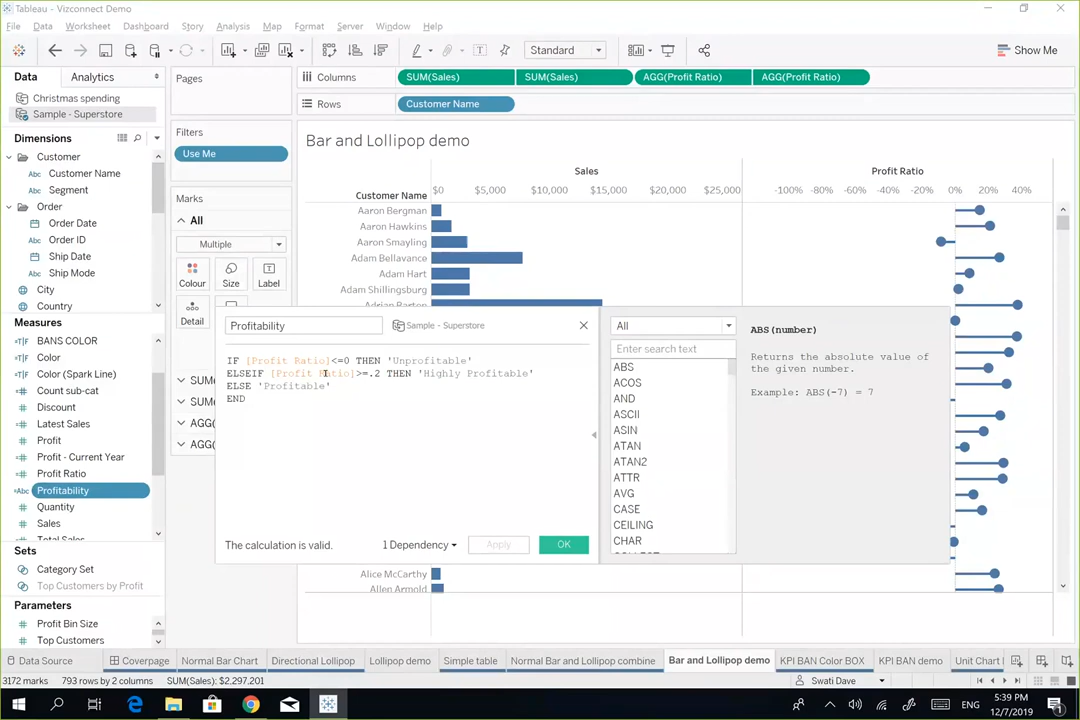 Tableau - Vizconnect Demo
File Data Worksheet Dashboard Story Analysis Map Format Server Window Help
Standard
Show Me
Data Analytics
Christmas spending
Sample - Superstore
Dimensions
Customer
Customer Name
Segment
Order
Order Date
Order ID
Ship Date
Ship Mode
City
Country
Measures
BANS COLOR
Color
Color (Spark Line)
Count sub-cat
Discount
Latest Sales
Profit
Profit - Current Year
Profit Ratio
Profitability
Quantity
Sales
Total Sales
Sets
Category Set
Top Customers by Profit
Parameters
Profit Bin Size
Top Customers
Pages
Filters
Use Me
Marks
All
Multiple
Colour Size Label
Detail
SUM
SUM
AGG
AGG
Columns SUM(Sales) SUM(Sales) AGG(Profit Ratio) AGG(Profit Ratio)
Rows Customer Name
Bar and Lollipop demo
Sales Profit Ratio
Customer Name $0 $5,000 $10,000 $15,000 $20,000 $25,000 -100% -80% -60% -40% -20% 0% 20% 40%
Aaron Bergman
Aaron Hawkins
Aaron Smayling
Adam Bellavance
Adam Hart
Adam Shillingsburg
Adrian Barton
Profitability Sample - Superstore
IF [Profit Ratio]<=0 THEN 'Unprofitable'
ELSEIF [Profit Ratio]>=.2 THEN 'Highly Profitable'
ELSE 'Profitable'
END
The calculation is valid. 1 Dependency Apply OK
All
Enter search text
ABS
ACOS
AND
ASCII
ASIN
ATAN
ATAN2
ATTR
AVG
CASE
CEILING
CHAR
ABS(number)
Returns the absolute value of
the given number.
Example: ABS(-7) = 7
Alice McCarthy
Allen Arnold
Data Source Coverpage Normal Bar Chart Directional Lollipop Lollipop demo Simple table Normal Bar and Lollipop combine Bar and Lollipop demo KPI BAN Color BOX KPI BAN demo Unit Chart
3172 marks 793 rows by 2 columns SUM(Sales): $2,297,201 Swati Dave
ENG 5:39 PM
12/7/2019
1